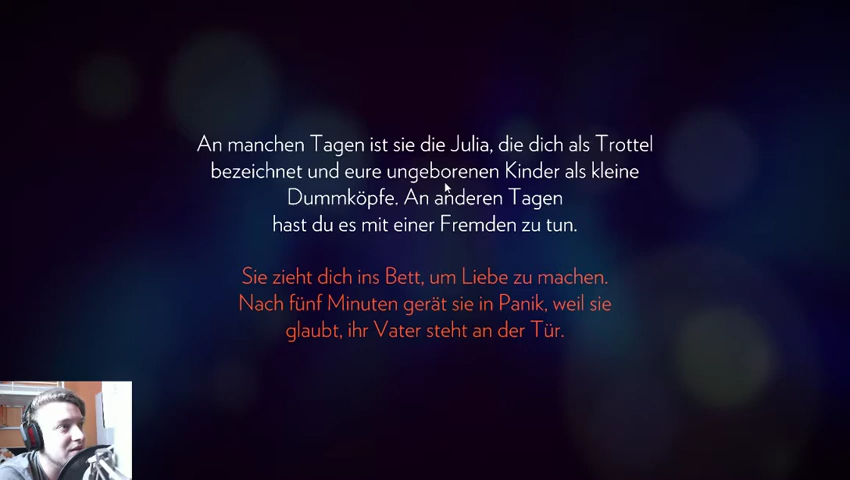 An manchen Tagen ist sie die Julia, die dich als Trottel
bezeichnet und eure ungeborenen Kinder als kleine
Dummköpfe. An anderen Tagen
hast du es mit einer Fremden zu tun.
Sie zieht dich ins Bett, um Liebe zu machen.
Nach fünf Minuten gerät sie in Panik, weil sie
glaubt, ihr Vater steht an der Tür.